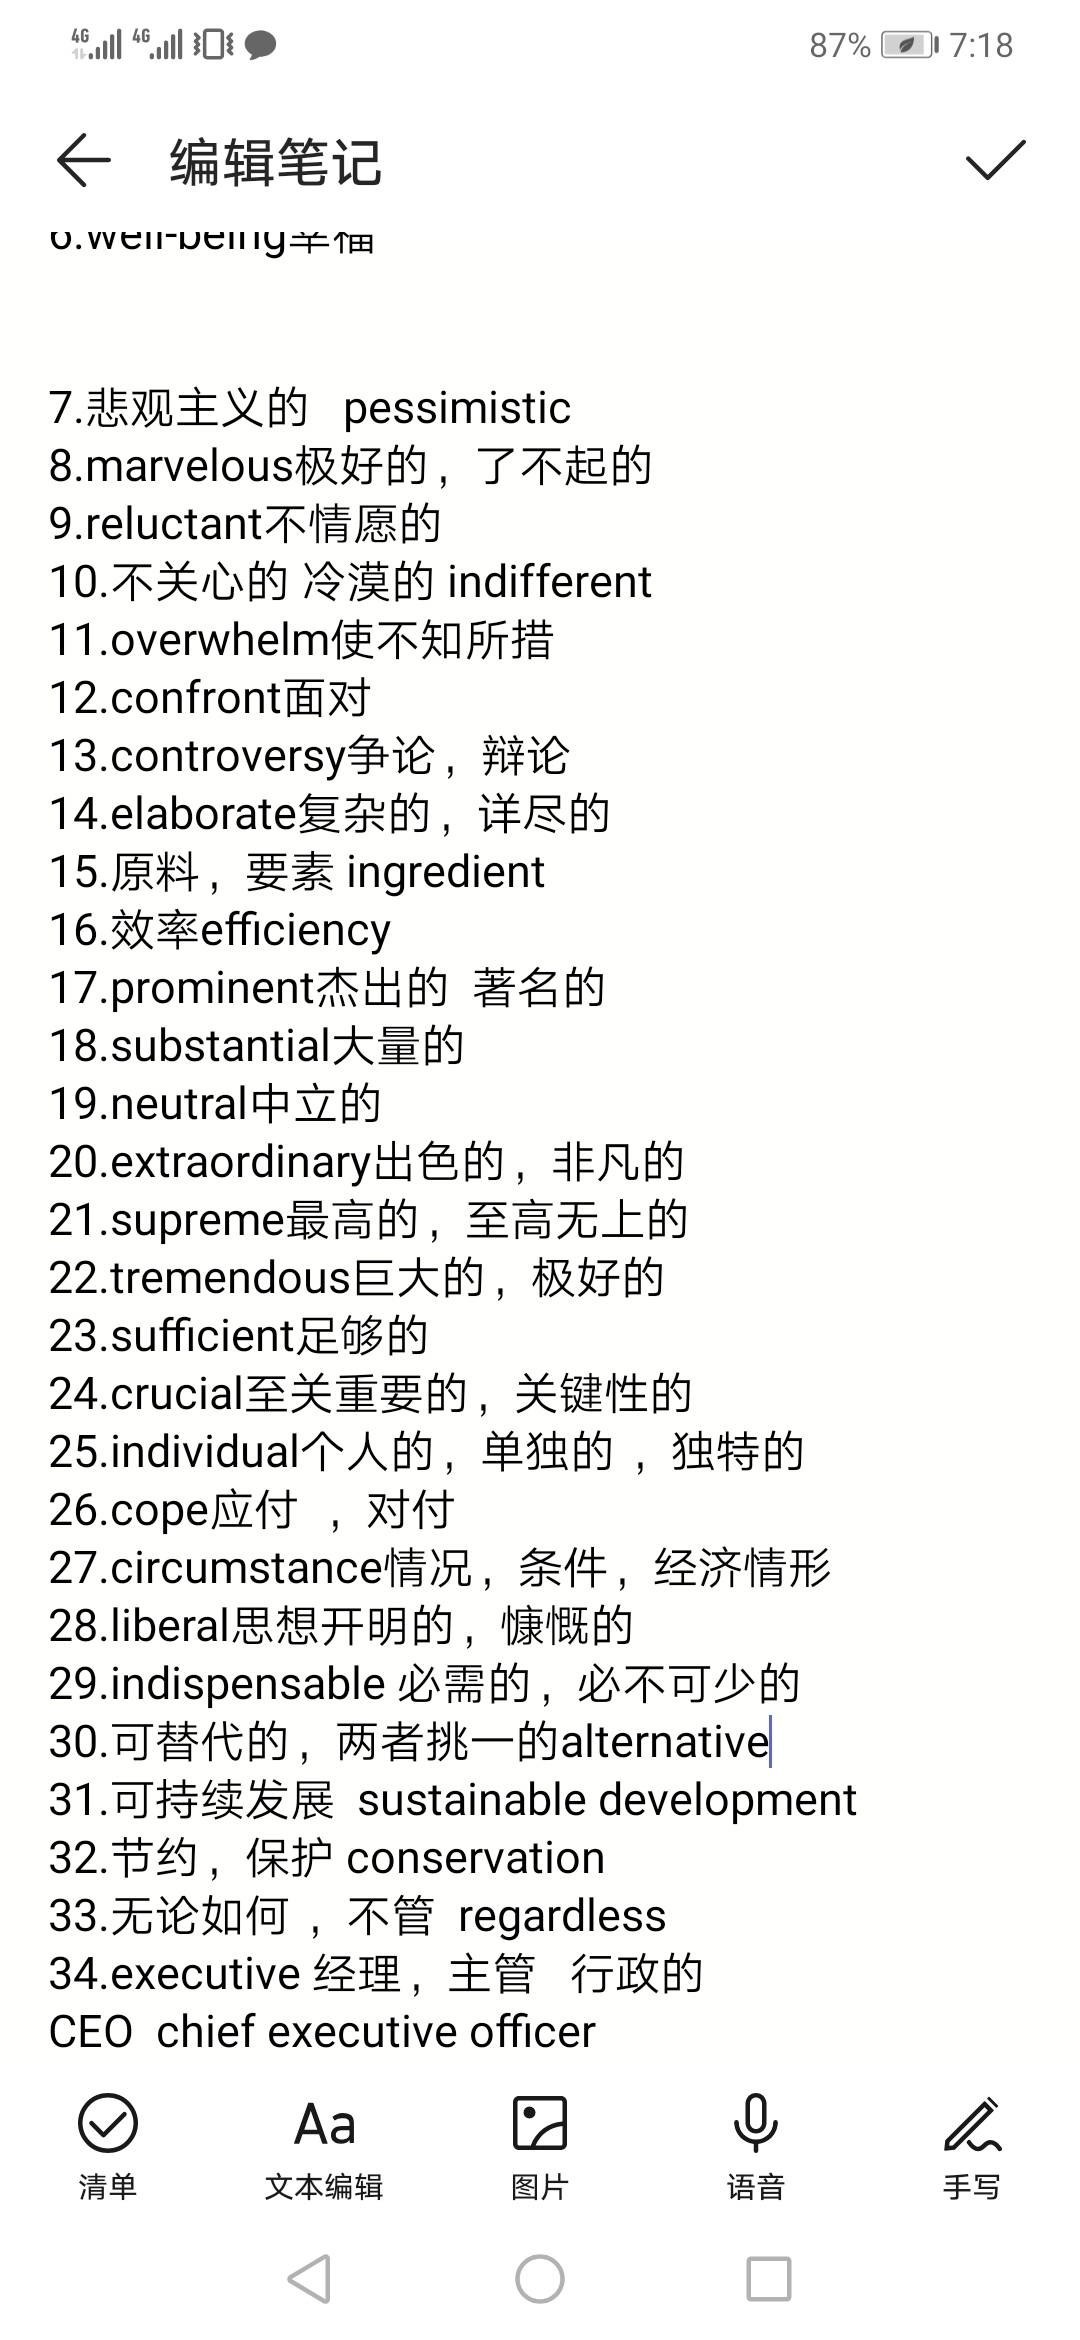 4G 4G 87% 7:18
编辑笔记
6.well-being幸福
7.悲观主义的 pessimistic
8.marvelous极好的，了不起的
9.reluctant不情愿的
10.不关心的 冷漠的 indifferent
11.overwhelm使不知所措
12.confront面对
13.controversy争论，辩论
14.elaborate复杂的，详尽的
15.原料，要素 ingredient
16.效率efficiency
17.prominent杰出的 著名的
18.substantial大量的
19.neutral中立的
20.extraordinary出色的，非凡的
21.supreme最高的，至高无上的
22.tremendous巨大的，极好的
23.sufficient足够的
24.crucial至关重要的，关键性的
25.individual个人的，单独的 ，独特的
26.cope应付 ，对付
27.circumstance情况，条件，经济情形
28.liberal思想开明的，慷慨的
29.indispensable 必需的，必不可少的
30.可替代的，两者挑一的alternative
31.可持续发展 sustainable development
32.节约，保护 conservation
33.无论如何 ，不管 regardless
34.executive 经理，主管 行政的
CEO chief executive officer
Aa
清单 文本编辑 图片 语音 手写